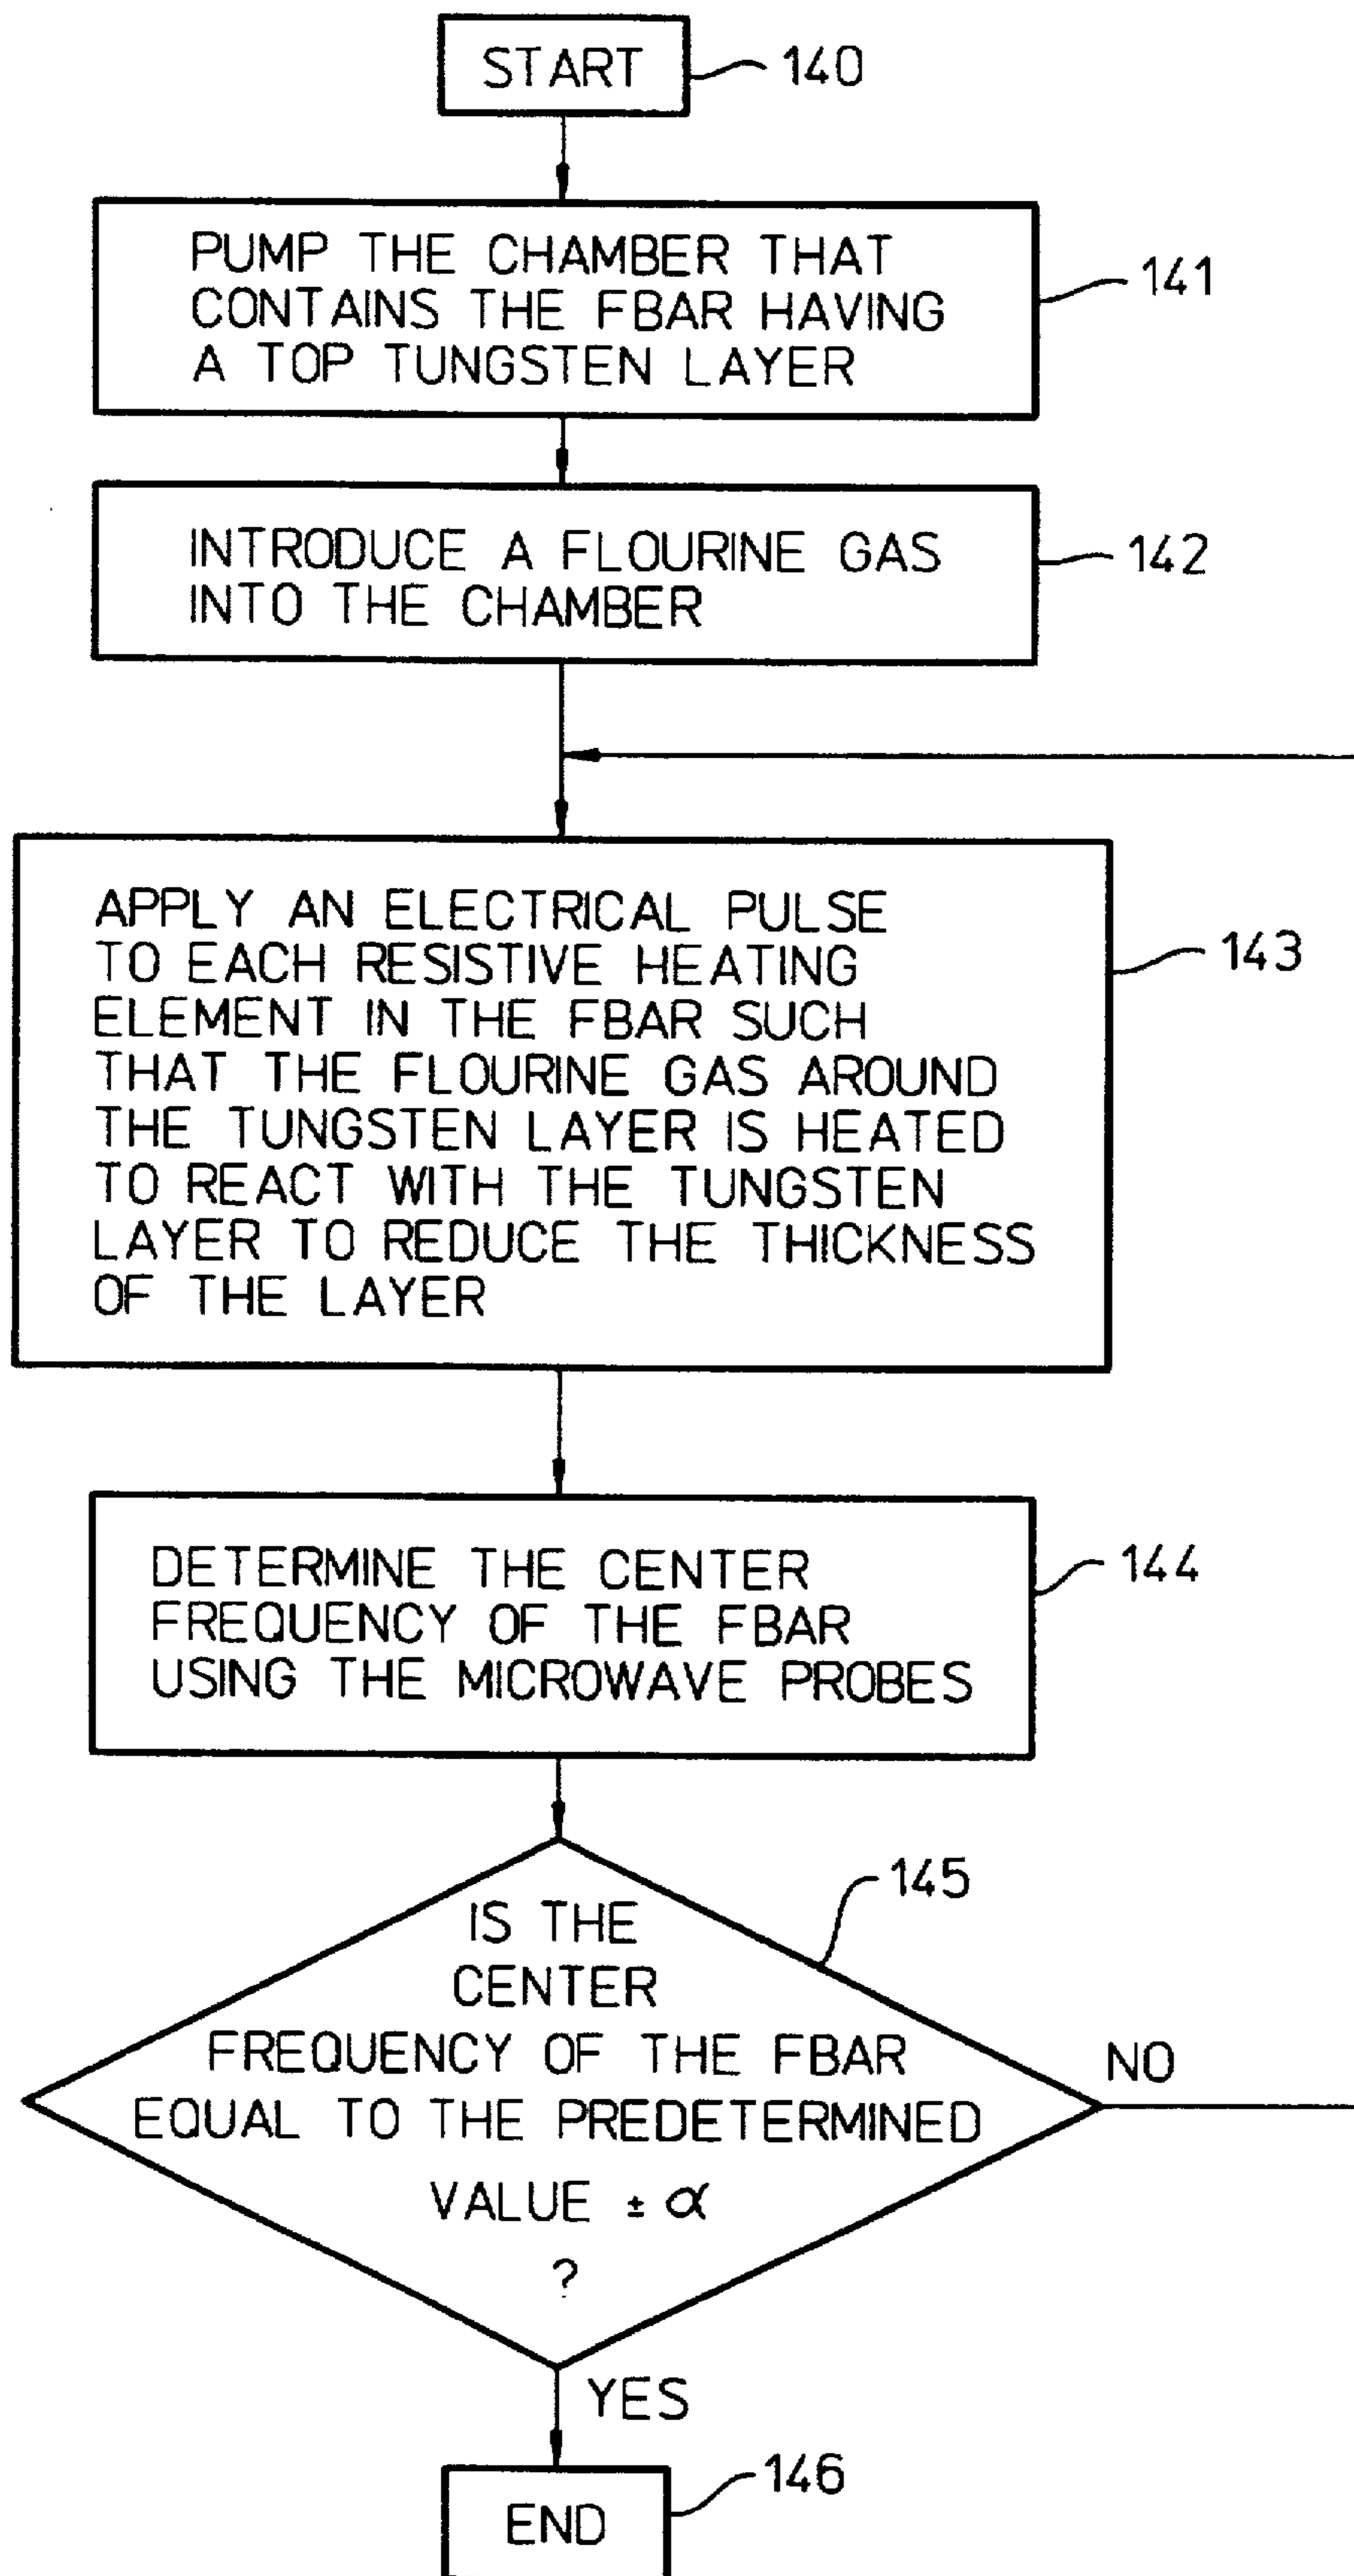 START
140
PUMP THE CHAMBER THAT
CONTAINS THE FBAR HAVING
A TOP TUNGSTEN LAYER
141
INTRODUCE A FLOURINE GAS
INTO THE CHAMBER
142
APPLY AN ELECTRICAL PULSE
TO EACH RESISTIVE HEATING
ELEMENT IN THE FBAR SUCH
THAT THE FLOURINE GAS AROUND
THE TUNGSTEN LAYER IS HEATED
TO REACT WITH THE TUNGSTEN
LAYER TO REDUCE THE THICKNESS
OF THE LAYER
143
DETERMINE THE CENTER
FREQUENCY OF THE FBAR
USING THE MICROWAVE PROBES
144
IS THE
CENTER
FREQUENCY OF THE FBAR
EQUAL TO THE PREDETERMINED
VALUE ± α
?
145
NO
YES
END
146